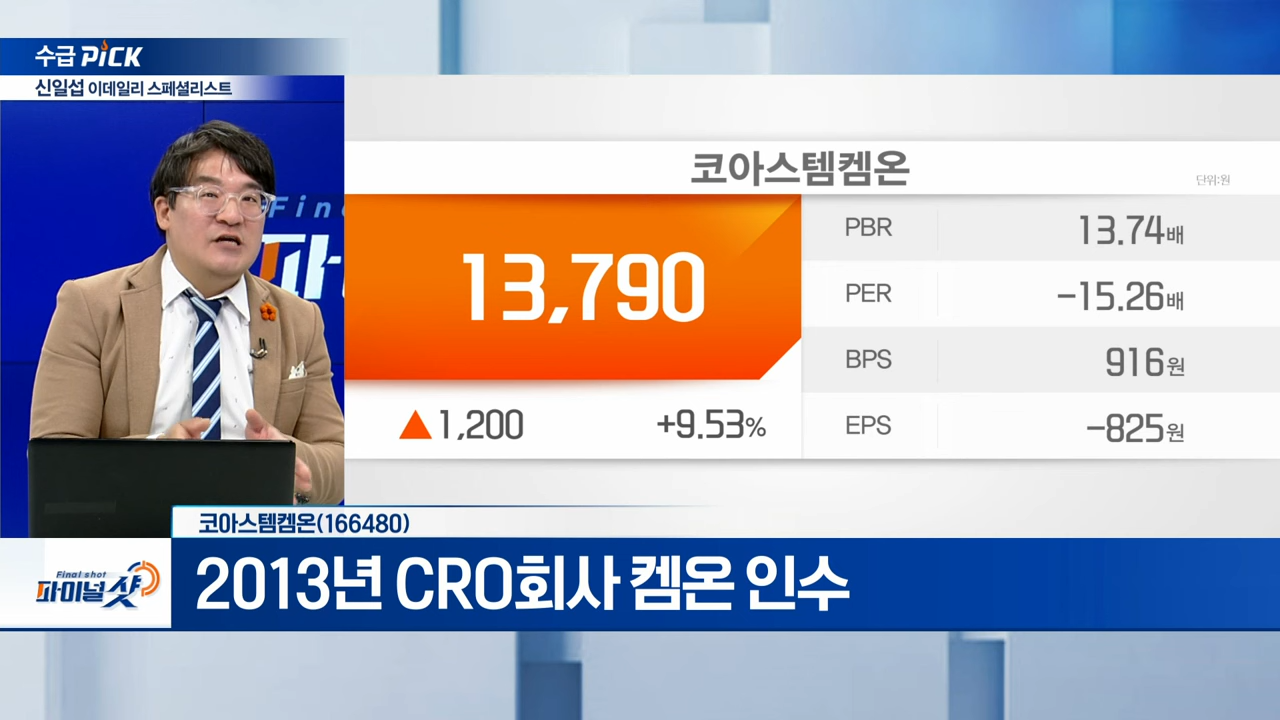 수급 PiCK
신일섭 이데일리 스페셜리스트
Fin
파
코아스템켐온
단위:원
13,790
▲1,200 +9.53%
PBR 13.74배
PER -15.26배
BPS 916원
EPS -825원
코아스템켐온(166480)
Final shot
파이널샷
2013년 CRO회사 켐온 인수